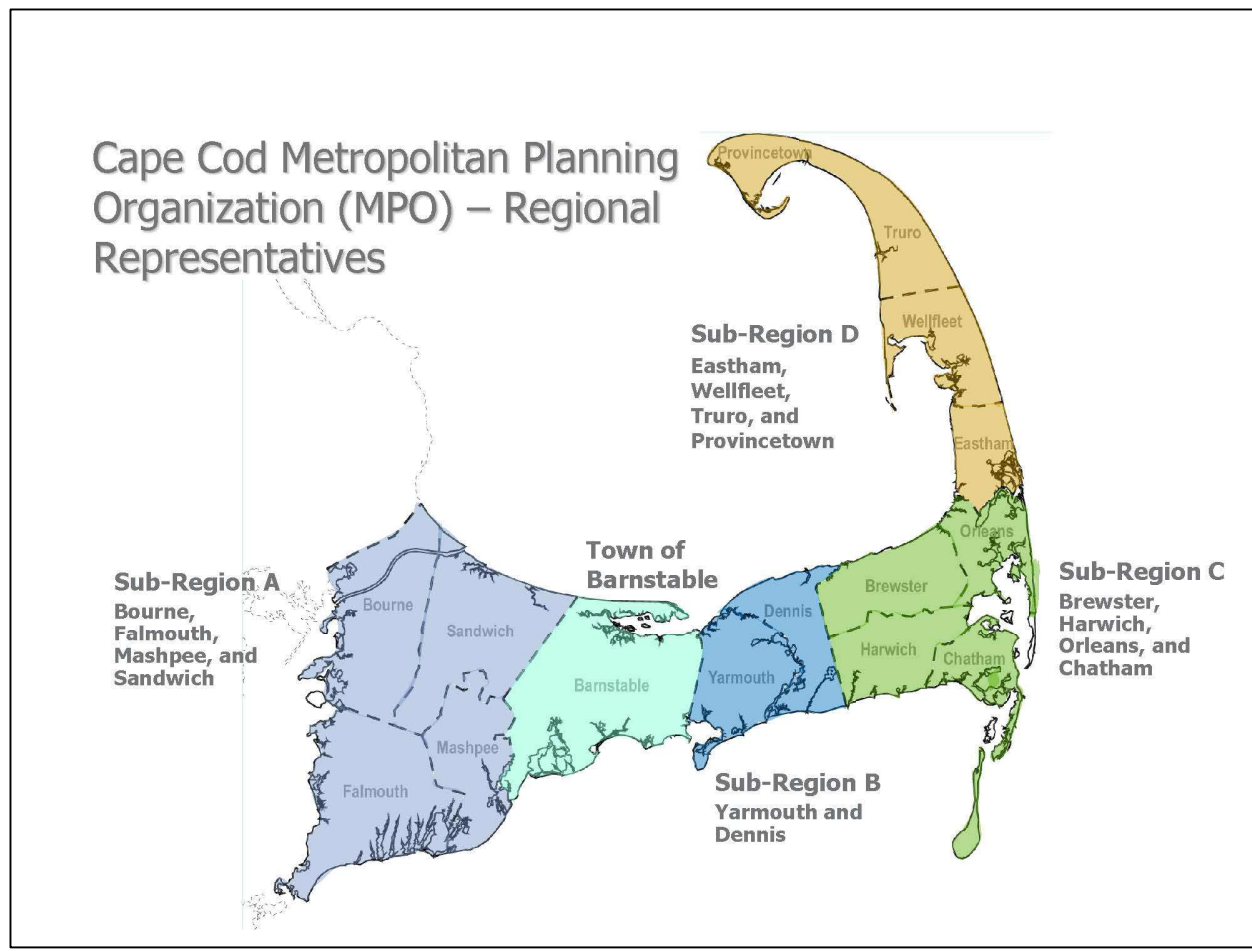 Cape Cod Metropolitan Planning
Organization (MPO) – Regional
Representatives
Provincetown
Truro
Wellfleet
Eastham
Sub-Region D
Eastham,
Wellfleet,
Truro, and
Provincetown
Orleans
Brewster
Harwich
Chatham
Sub-Region C
Brewster,
Harwich,
Orleans, and
Chatham
Town of
Barnstable
Dennis
Yarmouth
Barnstable
Sub-Region A
Bourne,
Falmouth,
Mashpee, and
Sandwich
Bourne
Sandwich
Mashpee
Falmouth
Sub-Region B
Yarmouth and
Dennis